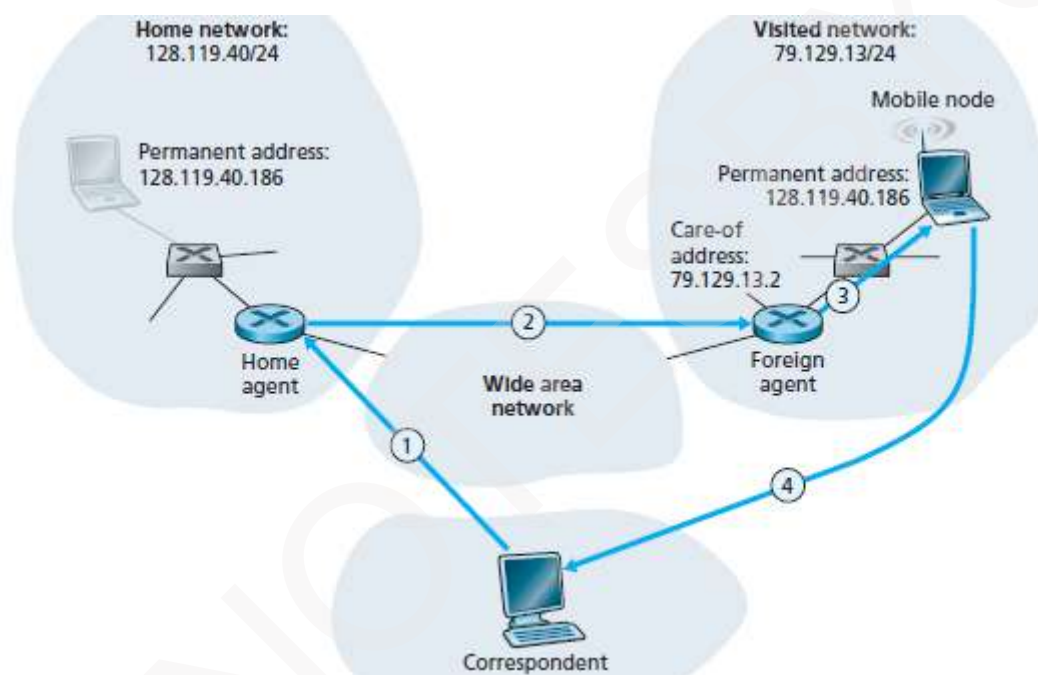 Home network:
128.119.40/24
Visited network:
79.129.13/24
Mobile node
Permanent address:
128.119.40.186
Permanent address:
128.119.40.186
Care-of
address:
79.129.13.2
3
2
Home
agent
Foreign
agent
Wide area
network
1
4
Correspondent